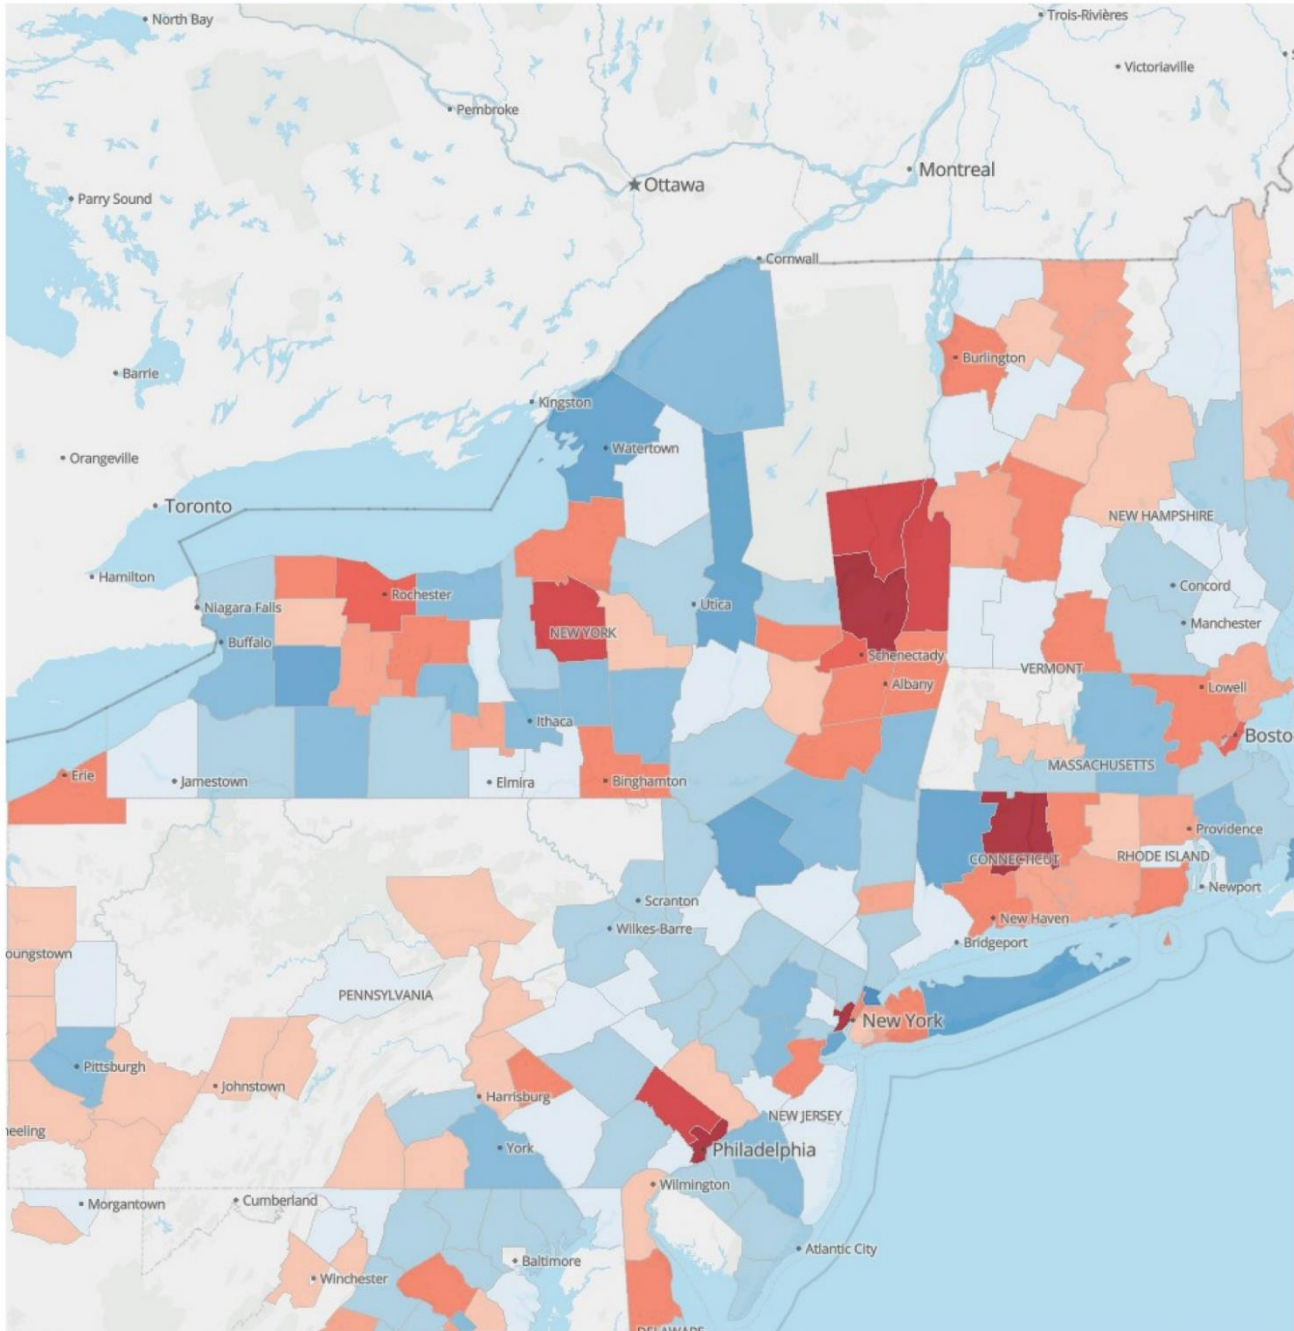 North Bay
Trois-Rivières
Victoriaville
Pembroke
Montreal
Ottawa
Parry Sound
Cornwall
Burlington
Barrie
Kingston
Watertown
Orangeville
Toronto
NEW HAMPSHIRE
Hamilton
Concord
Rochester
Niagara Falls
Utica
Manchester
NEW YORK
Buffalo
Schenectady
VERMONT
Albany
Lowell
Ithaca
Bosto
MASSACHUSETTS
Erie
Jamestown
Elmira
Binghamton
Providence
CONNECTICUT
RHODE ISLAND
Newport
Scranton
New Haven
Wilkes-Barre
Bridgeport
oungstown
PENNSYLVANIA
New York
Pittsburgh
Johnstown
Harrisburg
NEW JERSEY
eeling
York
Philadelphia
Wilmington
Morgantown
Cumberland
Atlantic City
Baltimore
Winchester
DELAWARE